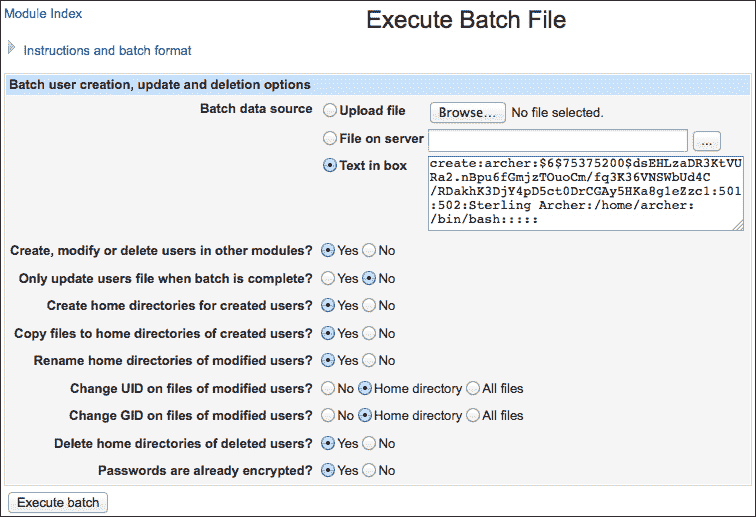 Module Index
Execute Batch File
Instructions and batch format
Batch user creation, update and deletion options
Batch data source Upload file Browse... No file selected.
File on server ...
Text in box
create:archer:$6$75375200$dsEHLzaDR3KtVU
Ra2.nBpu6fGmjzTOuoCm/fq3K36VNSWbUd4C
/RDakhK3DjY4pD5ct0DrCGAy5HKa8g1eZzc1:501
:502:Sterling Archer:/home/archer:
/bin/bash:::::
Create, modify or delete users in other modules? Yes No
Only update users file when batch is complete? Yes No
Create home directories for created users? Yes No
Copy files to home directories of created users? Yes No
Rename home directories of modified users? Yes No
Change UID on files of modified users? No Home directory All files
Change GID on files of modified users? No Home directory All files
Delete home directories of deleted users? Yes No
Passwords are already encrypted? Yes No
Execute batch